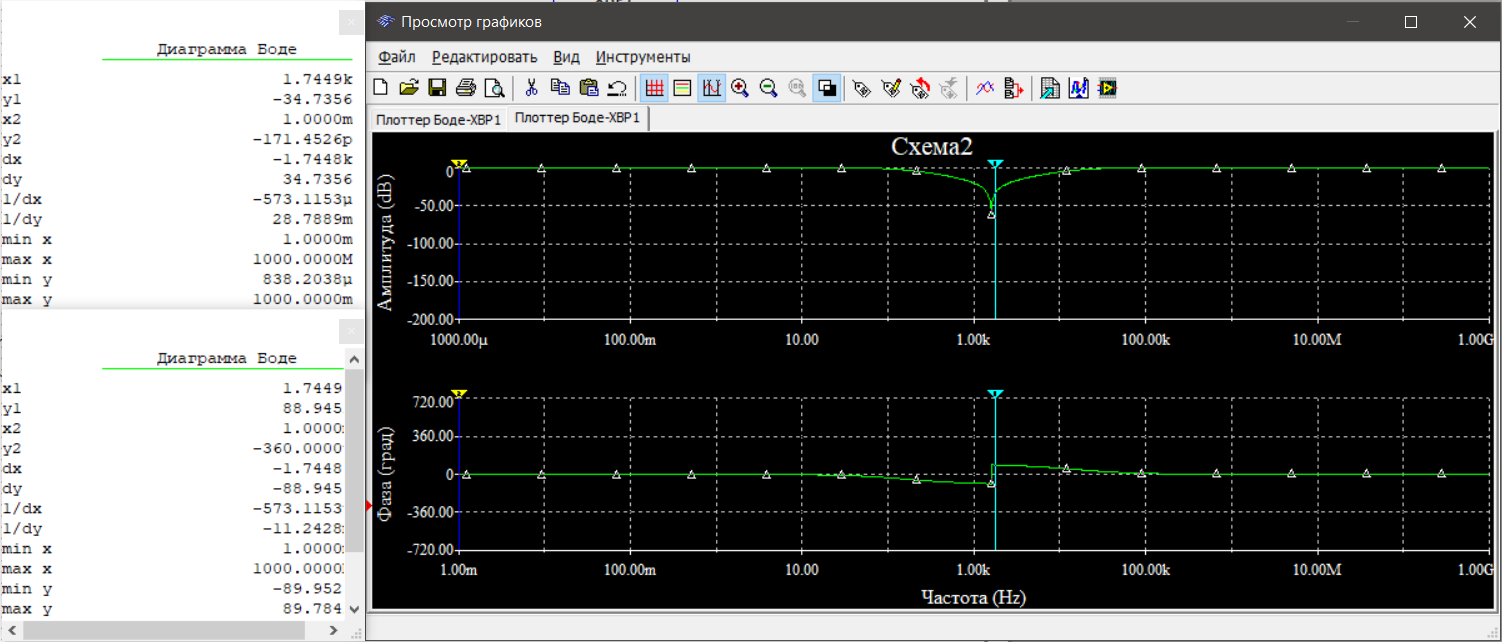 Диаграмма Боде
x1 1.7449k
y1 -34.7356
x2 1.0000m
y2 -171.4526p
dx -1.7448k
dy 34.7356
1/dx -573.1153µ
1/dy 28.7889m
min x 1.0000m
max x 1000.0000M
min y 838.2038µ
max y 1000.0000m
Диаграмма Боде
x1 1.7449
y1 88.945
x2 1.0000
y2 -360.0000
dx -1.7448
dy -88.945
1/dx -573.1153
1/dy -11.2428
min x 1.0000
max x 1000.0000
min y -89.952
max y 89.784
Просмотр графиков
Файл Редактировать Вид Инструменты
Плоттер Боде-XBP1 Плоттер Боде-XBP1
Схема2
Амплитуда (dB)
0
-50.00
-100.00
-150.00
-200.00
1000.00µ 100.00m 10.00 1.00k 100.00k 10.00M 1.00G
Фаза (град)
720.00
360.00
0
-360.00
-720.00
1.00m 100.00m 10.00 1.00k 100.00k 10.00M 1.00G
Частота (Hz)